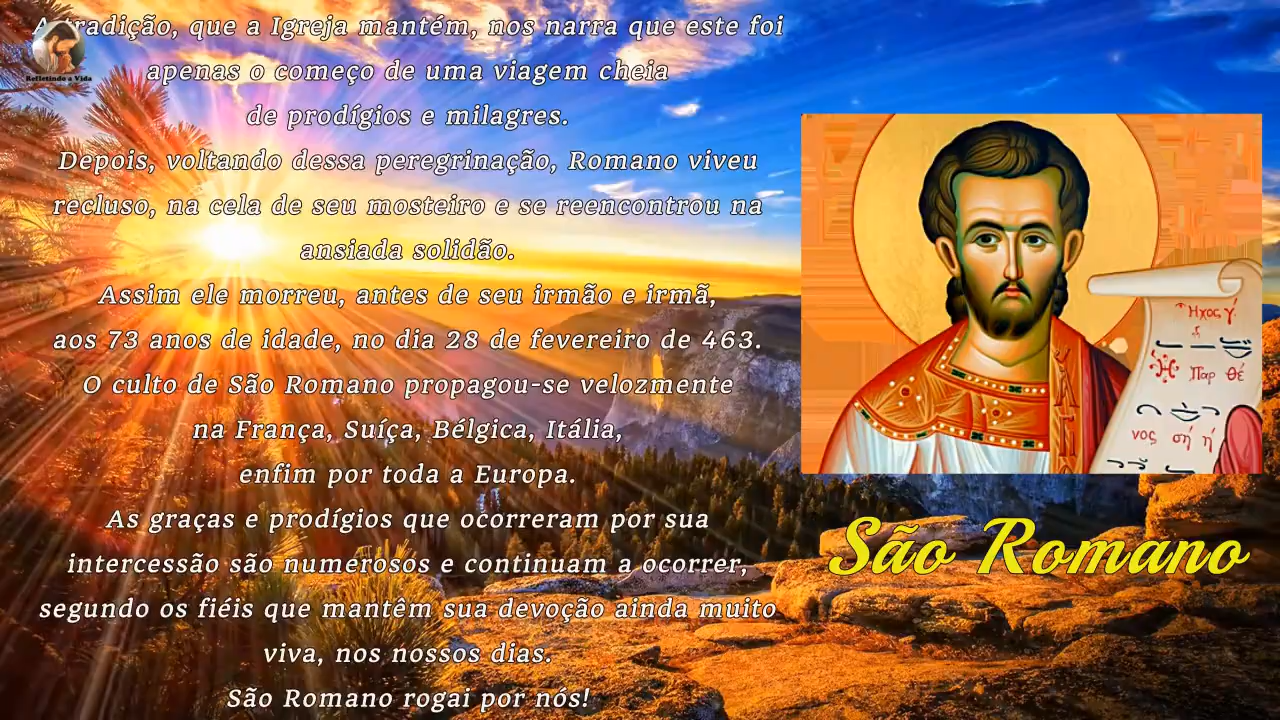 A tradição, que a Igreja mantém, nos narra que este foi
apenas o começo de uma viagem cheia
de prodígios e milagres.
Depois, voltando dessa peregrinação, Romano viveu
recluso, na cela de seu mosteiro e se reencontrou na
ansiada solidão.
Assim ele morreu, antes de seu irmão e irmã,
aos 73 anos de idade, no dia 28 de fevereiro de 463.
O culto de São Romano propagou-se velozmente
na França, Suíça, Bélgica, Itália,
enfim por toda a Europa.
As graças e prodígios que ocorreram por sua
intercessão são numerosos e continuam a ocorrer,
segundo os fiéis que mantêm sua devoção ainda muito
viva, nos nossos dias.
São Romano rogai por nós!
Refletindo a Vida
Ἦχος γ́
Παρ θέ
νος σή ή
São Romano